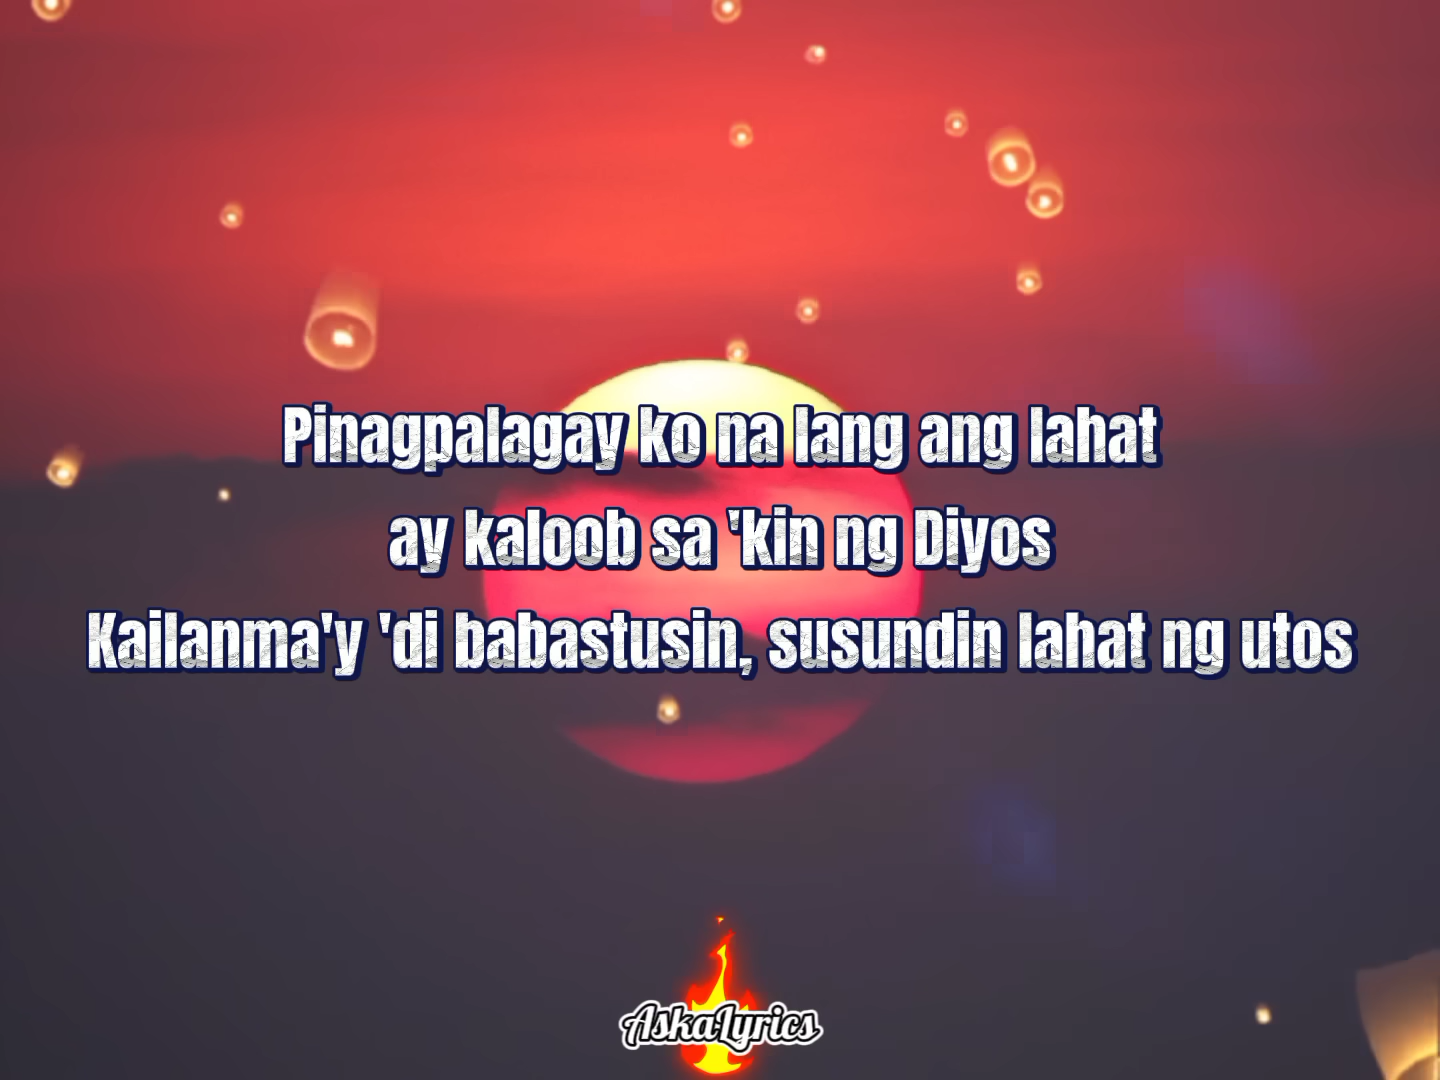 Pinagpalagay ko na lang ang lahat
ay kaloob sa 'kin ng Diyos
Kailanma'y 'di babastusin, susundin lahat ng utos
AskaLyrics